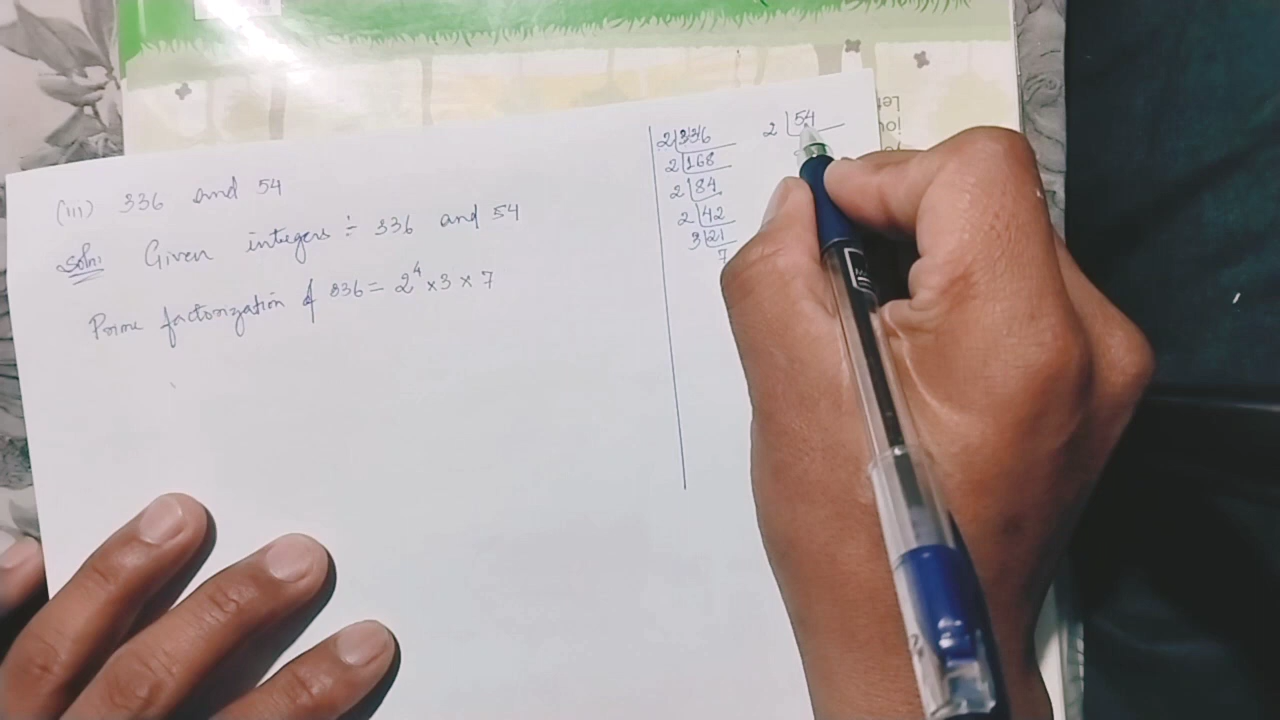 (iii) 336 and 54
Soln: Given integers ÷ 336 and 54
Prime factorization of 336 = 2⁴ × 3 × 7
2 | 336
2 | 168
2 | 84
2 | 42
3 | 21
7
2 | 54